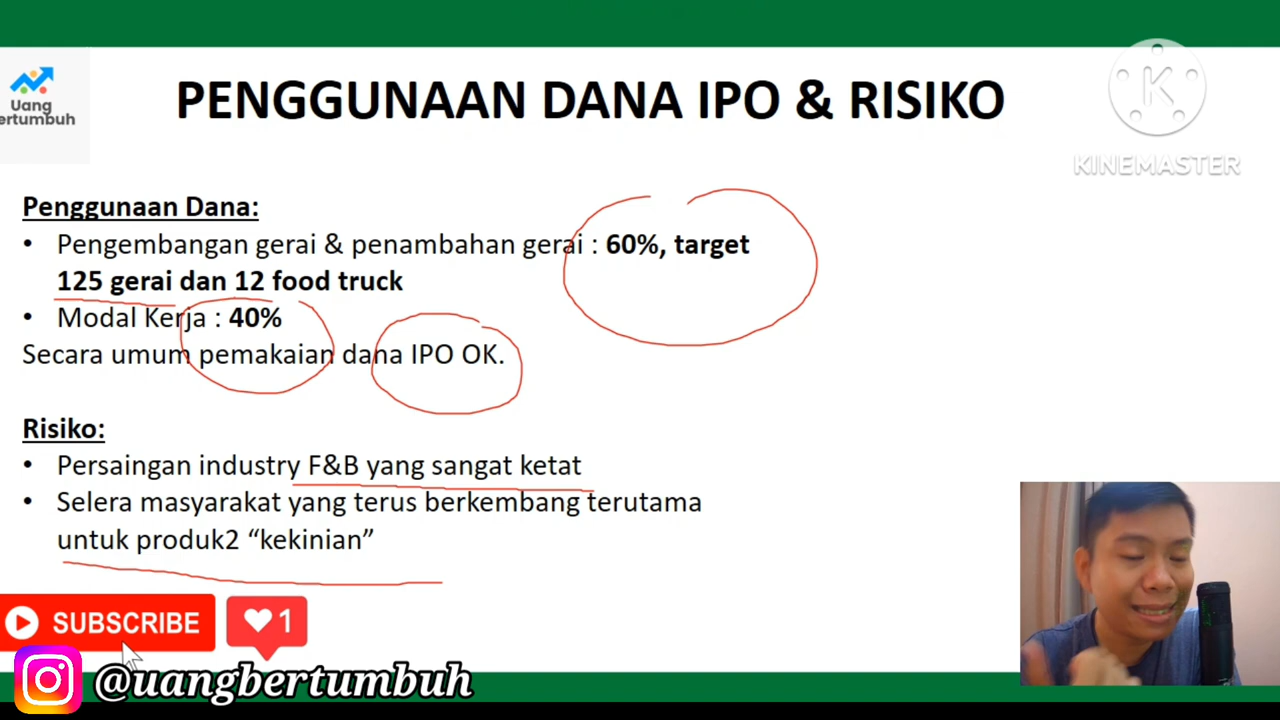 PENGGUNAAN DANA IPO & RISIKO
Uang
ertumbuh
KINEMASTER
Penggunaan Dana:
• Pengembangan gerai & penambahan gerai : 60%, target
125 gerai dan 12 food truck
• Modal Kerja : 40%
Secara umum pemakaian dana IPO OK.
Risiko:
• Persaingan industry F&B yang sangat ketat
• Selera masyarakat yang terus berkembang terutama
untuk produk2 “kekinian”
SUBSCRIBE
1
@uangbertumbuh